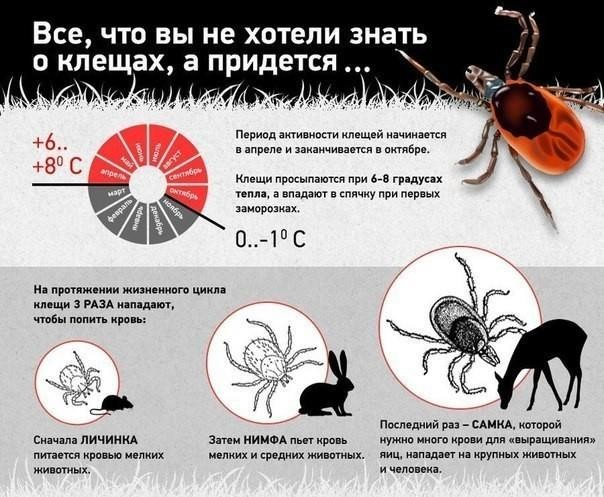 Все, что вы не хотели знать
о клещах, а придется ...
+6..
+8⁰ С
июнь
июль
май
август
апрель
сентябрь
март
октябрь
февраль
ноябрь
январь
декабрь
0..-1⁰ С
Период активности клещей начинается
в апреле и заканчивается в октябре.
Клещи просыпаются при 6-8 градусах
тепла, а впадают в спячку при первых
заморозках.
На протяжении жизненного цикла
клещи 3 РАЗА нападают,
чтобы попить кровь:
Сначала ЛИЧИНКА
питается кровью мелких
животных.
Затем НИМФА пьет кровь
мелких и средних животных.
Последний раз – САМКА, которой
нужно много крови для «выращивания»
яиц, нападает на крупных животных
и человека.